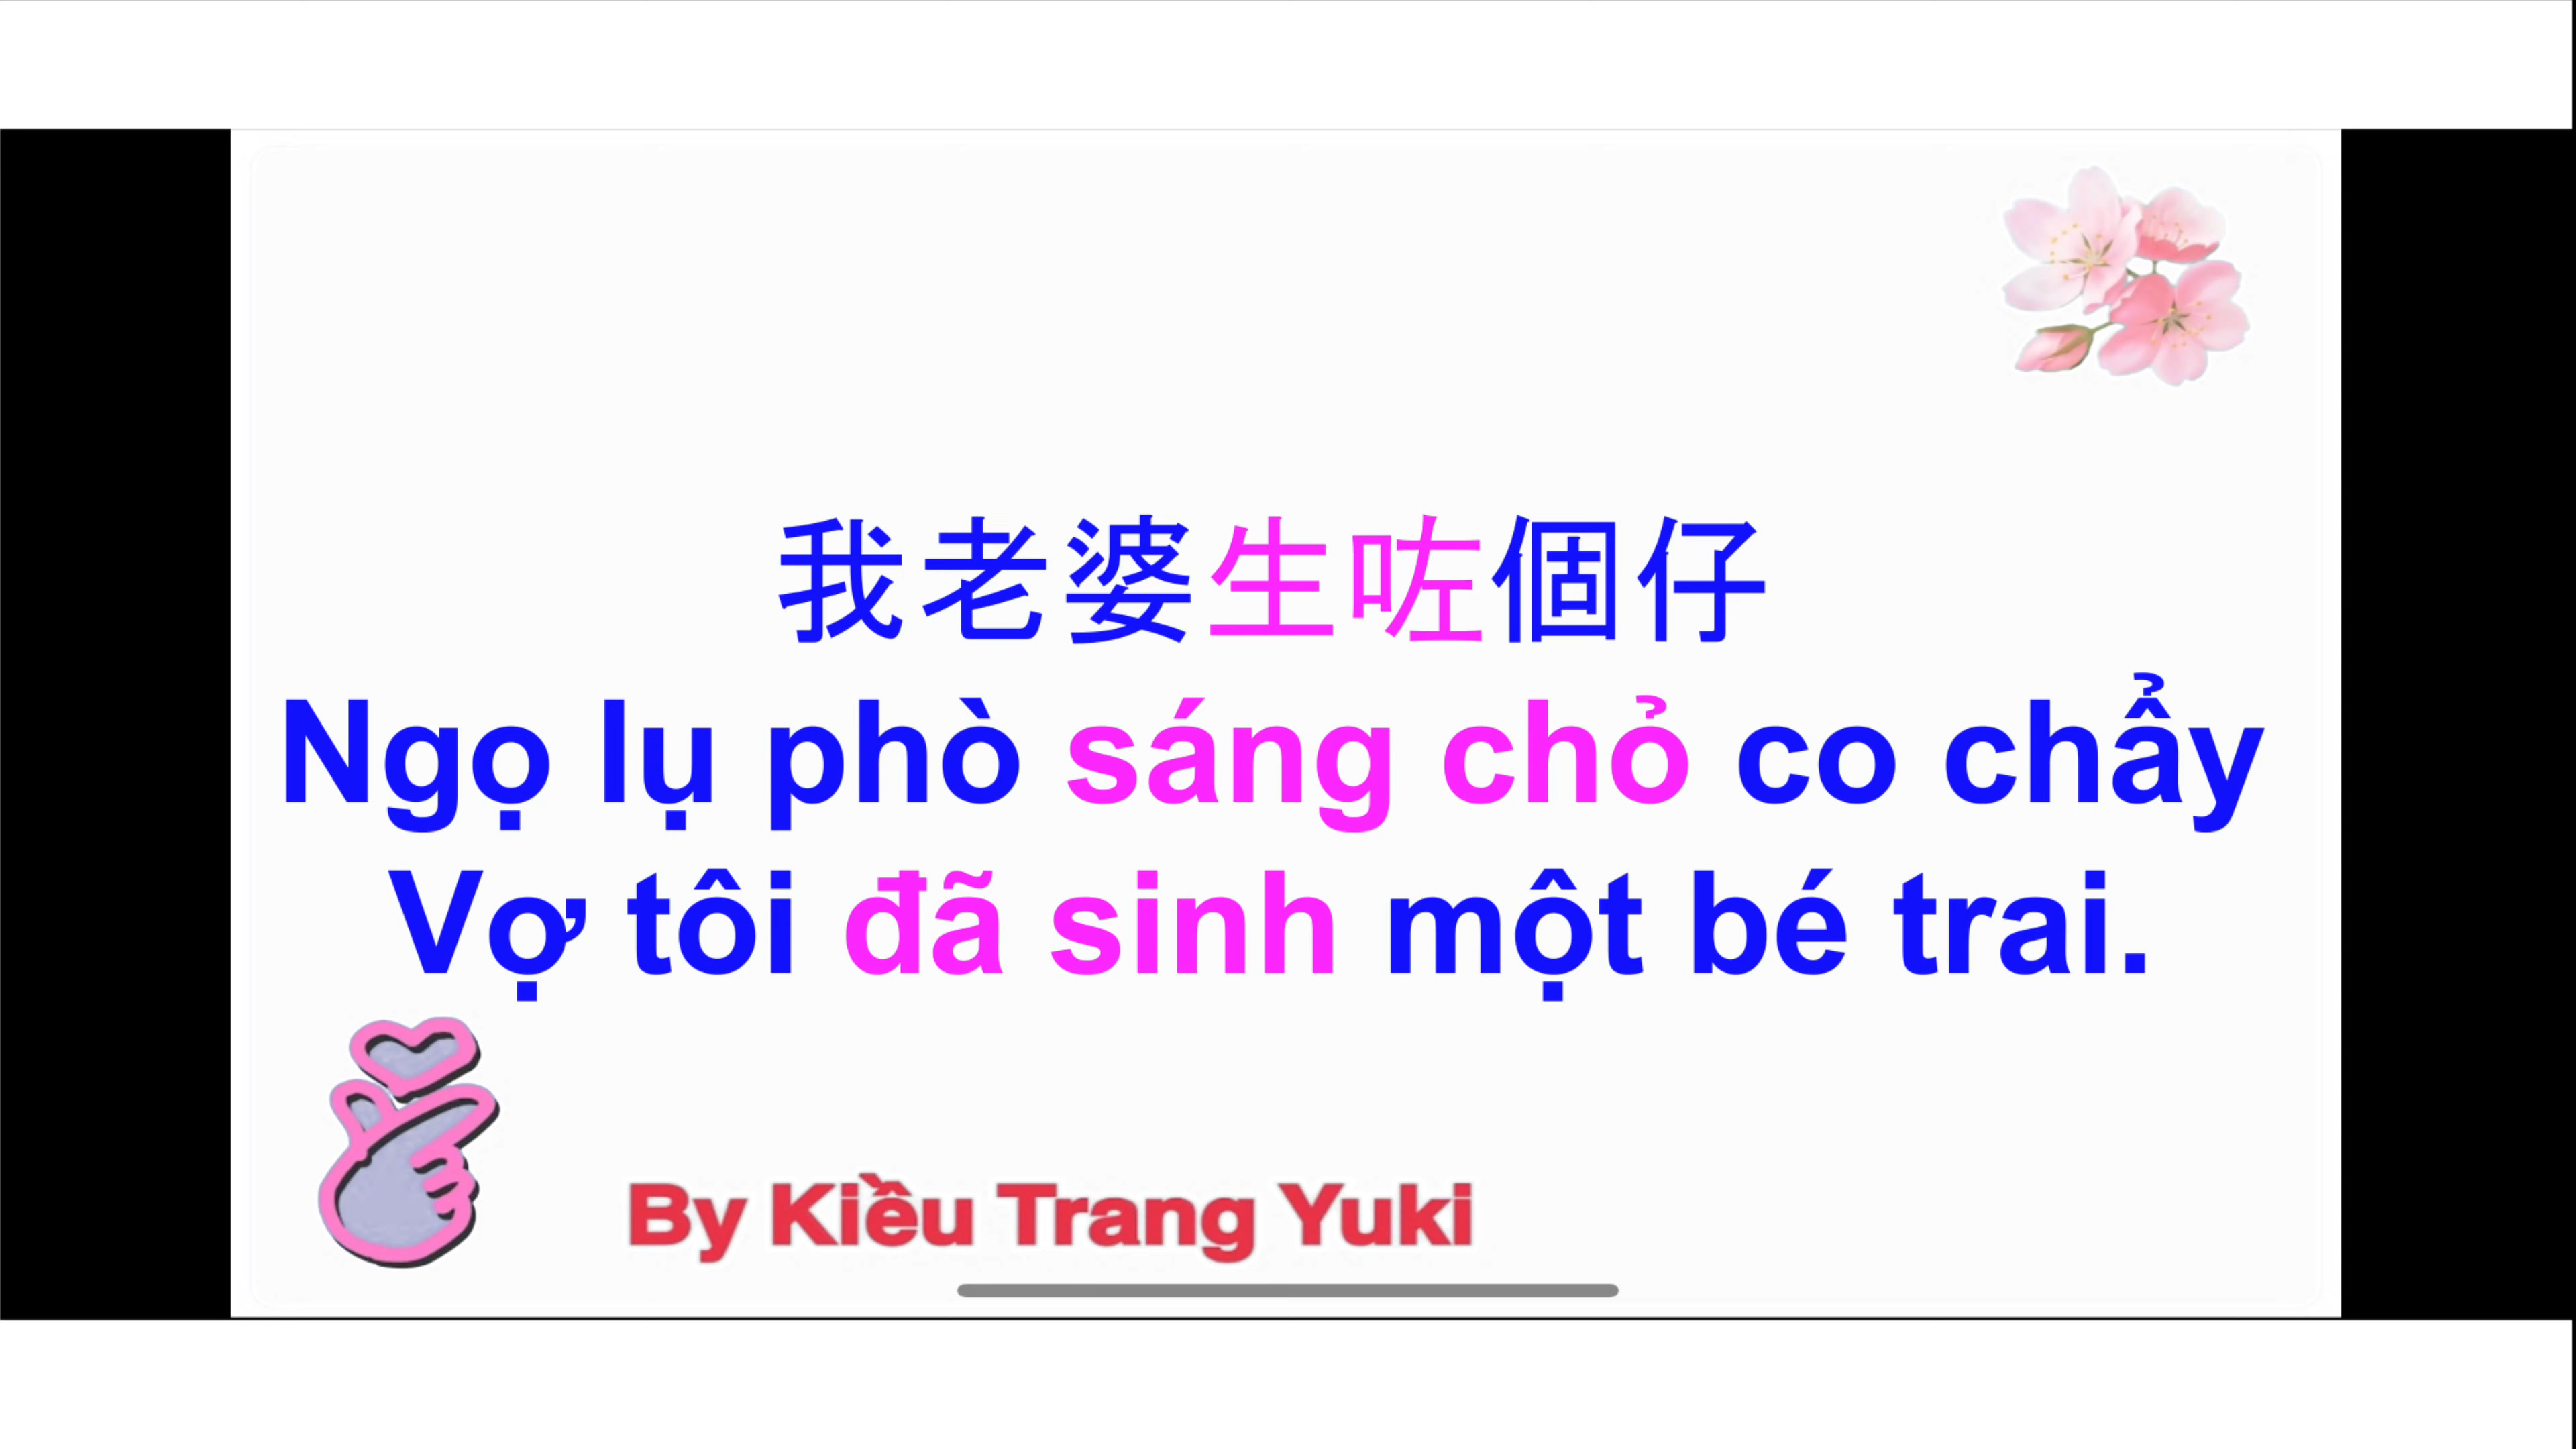 我老婆生咗個仔
Ngọ lụ phò sáng chỏ co chẩy
Vợ tôi đã sinh một bé trai.
By Kiều Trang Yuki